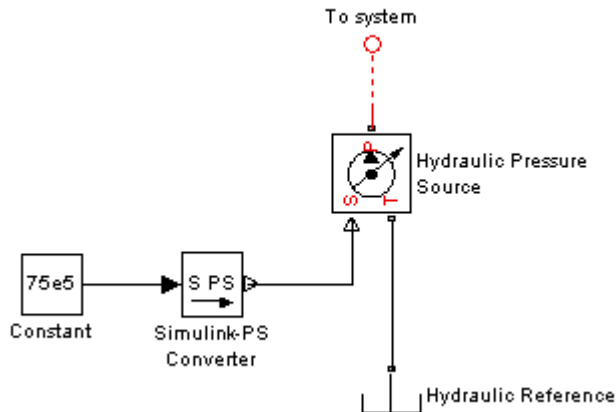 To system
P
Hydraulic Pressure
Source
S T
75e5
S PS
Constant
Simulink-PS
Converter
Hydraulic Reference